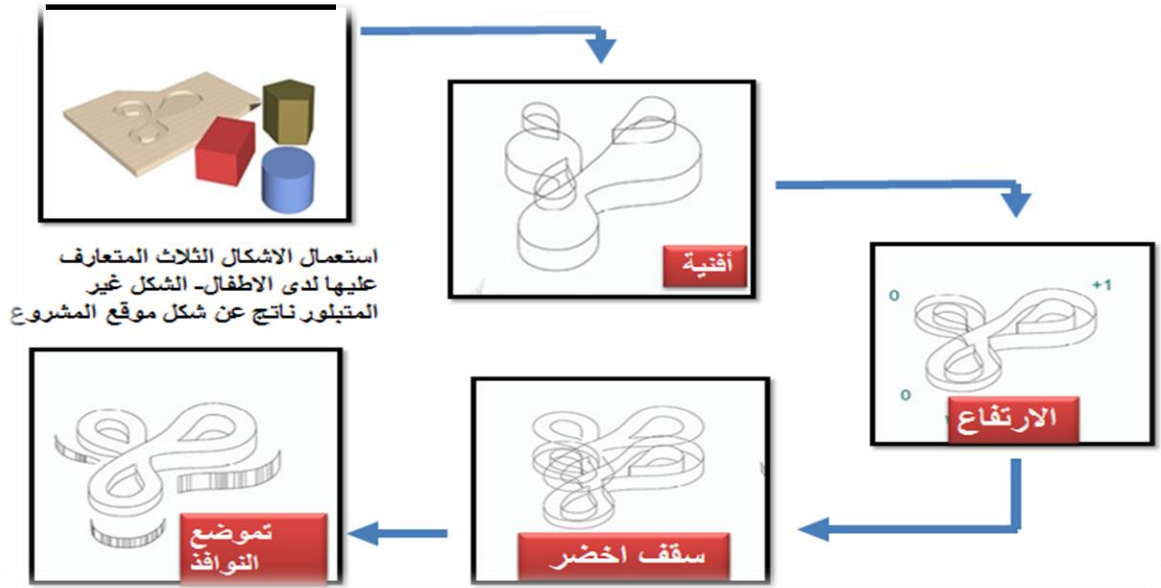 استعمال الاشكال الثلاث المتعارف
عليها لدى الاطفال- الشكل غير
المتبلور ناتج عن شكل موقع المشروع
أفنية
0
+1
0
الارتفاع
سقف اخضر
تموضع
النوافذ